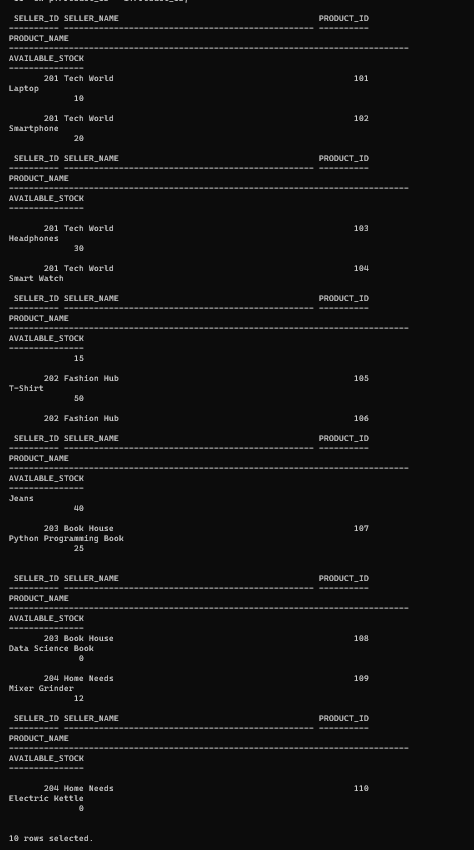 SELLER_ID SELLER_NAME PRODUCT_ID
---------- -------------------------------------------------- ----------
PRODUCT_NAME
--------------------------------------------------------------------------------
AVAILABLE_STOCK
---------------
201 Tech World 101
Laptop
10
201 Tech World 102
Smartphone
20
SELLER_ID SELLER_NAME PRODUCT_ID
---------- -------------------------------------------------- ----------
PRODUCT_NAME
--------------------------------------------------------------------------------
AVAILABLE_STOCK
---------------
201 Tech World 103
Headphones
30
201 Tech World 104
Smart Watch
SELLER_ID SELLER_NAME PRODUCT_ID
---------- -------------------------------------------------- ----------
PRODUCT_NAME
--------------------------------------------------------------------------------
AVAILABLE_STOCK
---------------
15
202 Fashion Hub 105
T-Shirt
50
202 Fashion Hub 106
SELLER_ID SELLER_NAME PRODUCT_ID
---------- -------------------------------------------------- ----------
PRODUCT_NAME
--------------------------------------------------------------------------------
AVAILABLE_STOCK
---------------
Jeans
40
203 Book House 107
Python Programming Book
25
SELLER_ID SELLER_NAME PRODUCT_ID
---------- -------------------------------------------------- ----------
PRODUCT_NAME
--------------------------------------------------------------------------------
AVAILABLE_STOCK
---------------
203 Book House 108
Data Science Book
0
204 Home Needs 109
Mixer Grinder
12
SELLER_ID SELLER_NAME PRODUCT_ID
---------- -------------------------------------------------- ----------
PRODUCT_NAME
--------------------------------------------------------------------------------
AVAILABLE_STOCK
---------------
204 Home Needs 110
Electric Kettle
0
10 rows selected.